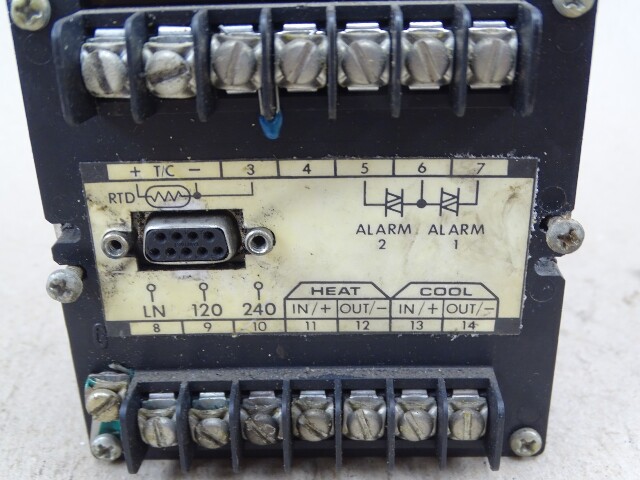 + T/C - 3 4 5 6 7
RTD
ALARM ALARM
2 1
HEAT COOL
LN 120 240 IN/+ OUT/- IN/+ OUT/-
8 9 10 11 12 13 14